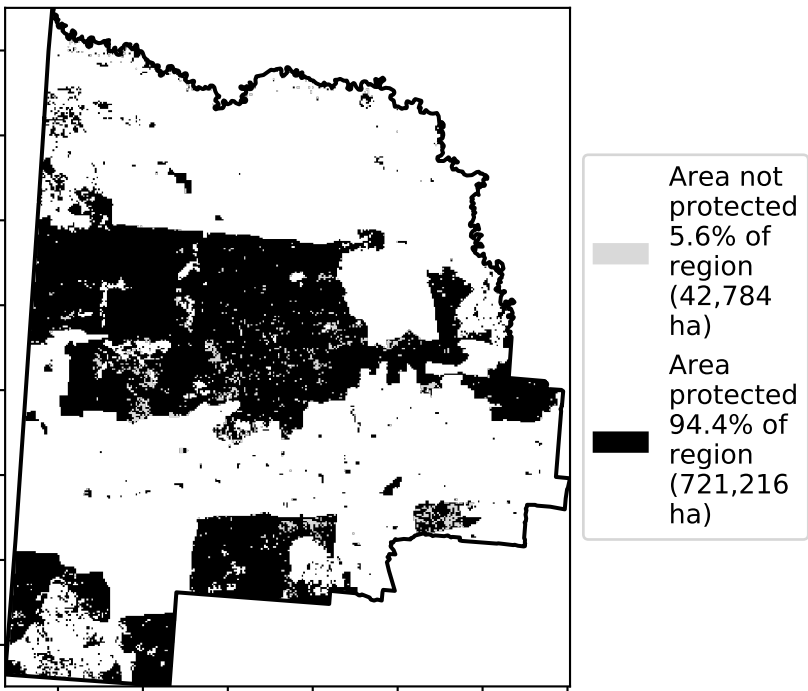 Area not
protected
5.6% of
region
(42,784
ha)
Area
protected
94.4% of
region
(721,216
ha)